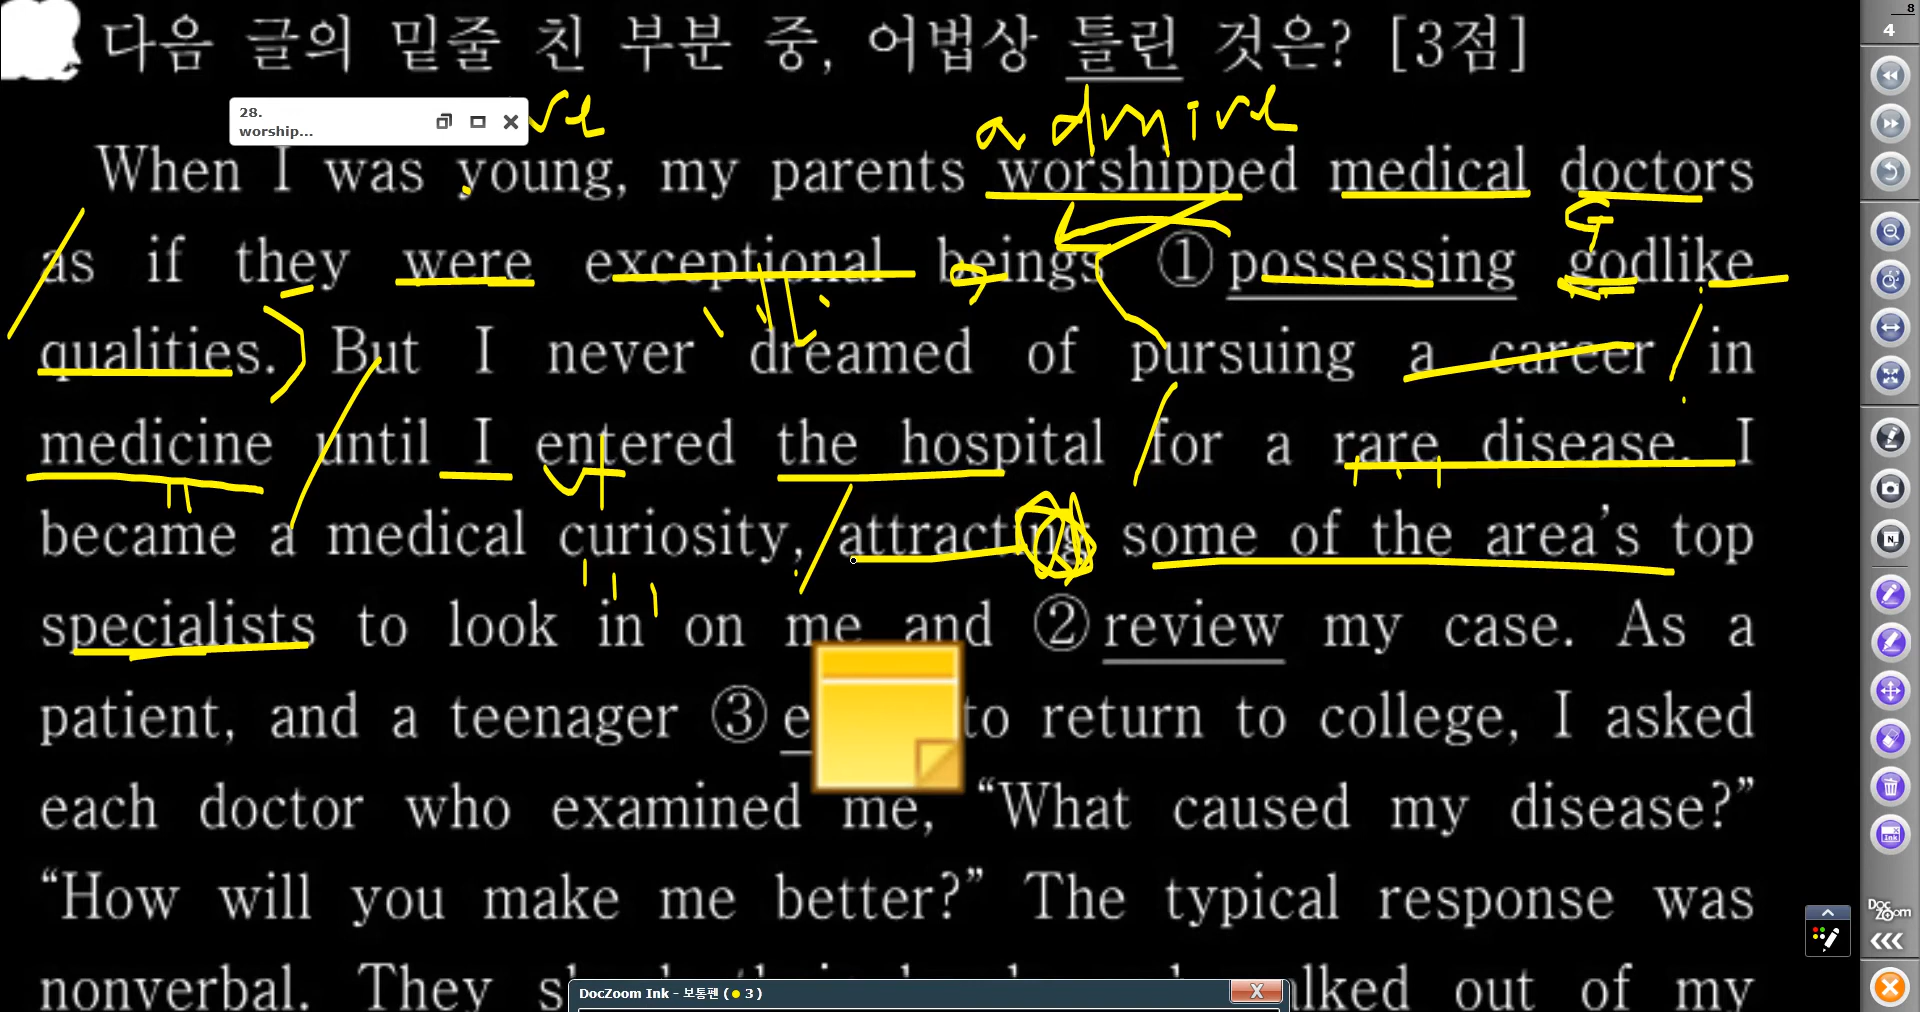 8
4
다음 글의 밑줄 친 부분 중, 어법상 틀린 것은? [3점]
28.
worship...
admire
When I was young, my parents worshipped medical doctors
as if they were exceptional beings ① possessing godlike
qualities. But I never dreamed of pursuing a career in
medicine until I entered the hospital for a rare disease. I
became a medical curiosity, attracting some of the area's top
specialists to look in on me and ② review my case. As a
patient, and a teenager ③ to return to college, I asked
each doctor who examined me, “What caused my disease?”
“How will you make me better?” The typical response was
nonverbal. They out of my
DocZoom Ink - 보통펜 ( 3 )
DocZoom